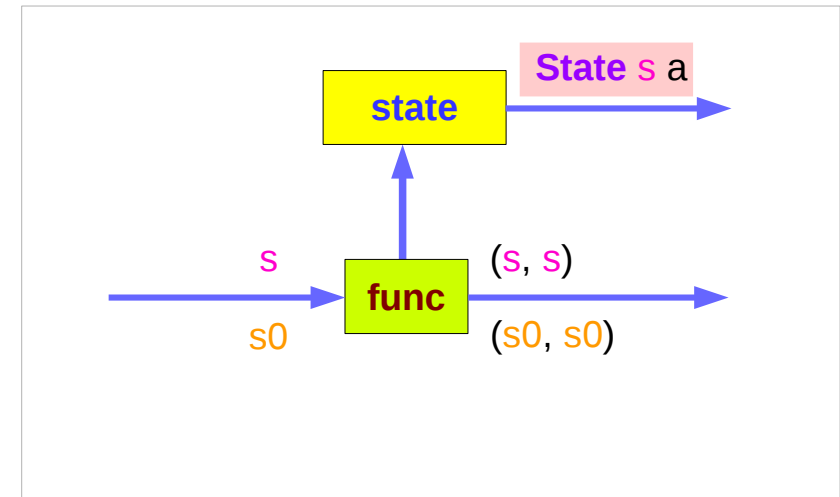 State s a
state
s
(s, s)
func
s0
(s0, s0)